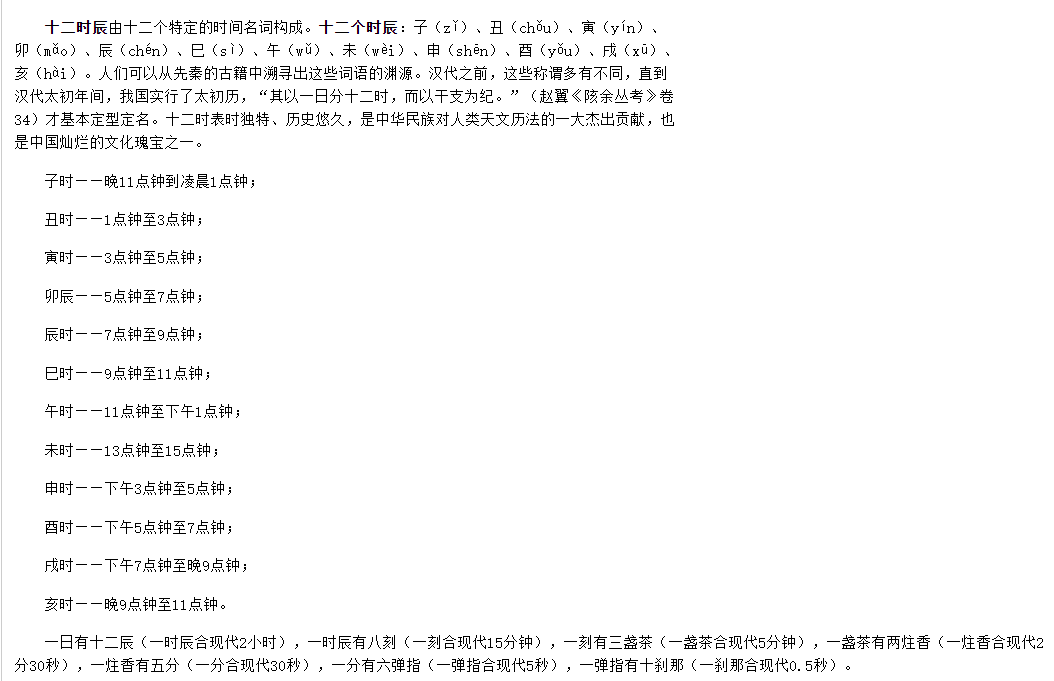 十二时辰由十二个特定的时间名词构成。十二个时辰：子（zǐ）、丑（chǒu）、寅（yín）、
卯（mǎo）、辰（chén）、巳（sì）、午（wǔ）、未（wèi）、申（shēn）、酉（yǒu）、戌（xū）、
亥（hài）。人们可以从先秦的古籍中溯寻出这些词语的渊源。汉代之前，这些称谓多有不同，直到
汉代太初年间，我国实行了太初历，“其以一日分十二时，而以干支为纪。”（赵翼《陔余丛考》卷
34）才基本定型定名。十二时表时独特、历史悠久，是中华民族对人类天文历法的一大杰出贡献，也
是中国灿烂的文化瑰宝之一。
子时——晚11点钟到凌晨1点钟；
丑时——1点钟至3点钟；
寅时——3点钟至5点钟；
卯辰——5点钟至7点钟；
辰时——7点钟至9点钟；
巳时——9点钟至11点钟；
午时——11点钟至下午1点钟；
未时——13点钟至15点钟；
申时——下午3点钟至5点钟；
酉时——下午5点钟至7点钟；
戌时——下午7点钟至晚9点钟；
亥时——晚9点钟至11点钟。
一日有十二辰（一时辰合现代2小时），一时辰有八刻（一刻合现代15分钟），一刻有三盏茶（一盏茶合现代5分钟），一盏茶有两炷香（一炷香合现代2
分30秒），一炷香有五分（一分合现代30秒），一分有六弹指（一弹指合现代5秒），一弹指有十刹那（一刹那合现代0.5秒）。